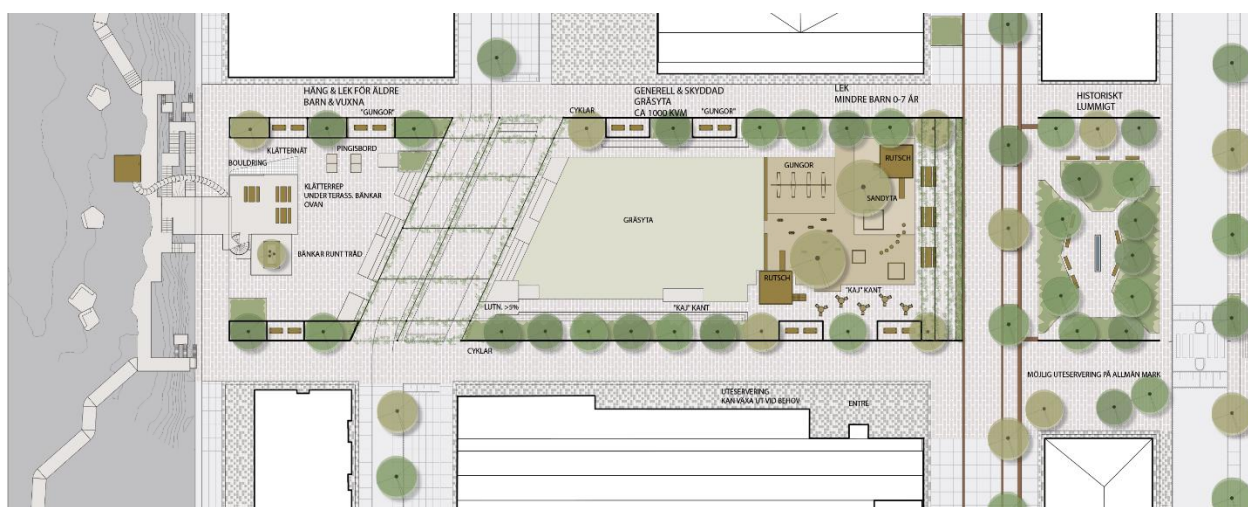 HÄNG & LEK FÖR ÄLDRE
BARN & VUXNA
"GUNGOR"
KLÄTTERNÄT
PINGISBORD
BOULDRING
KLÄTTERREP
UNDER TERASS. BÄNKAR
OVAN
BÄNKAR RUNT TRÄD
CYKLAR
GENERELL & SKYDDAD
GRÄSYTA
CA 1000 KVM
"GUNGOR"
LEK
MINDRE BARN 0-7 ÅR
HISTORISKT
LUMMIGT
GUNGOR
RUTSCH
SANDYTA
GRÄSYTA
RUTSCH
LUTN. >5%
"KAJ" KANT
"KAJ" KANT
CYKLAR
MÖJLIG UTESERVERING PÅ ALLMÄN MARK
UTESERVERING
KAN VÄXA UT VID BEHOV
ENTRE